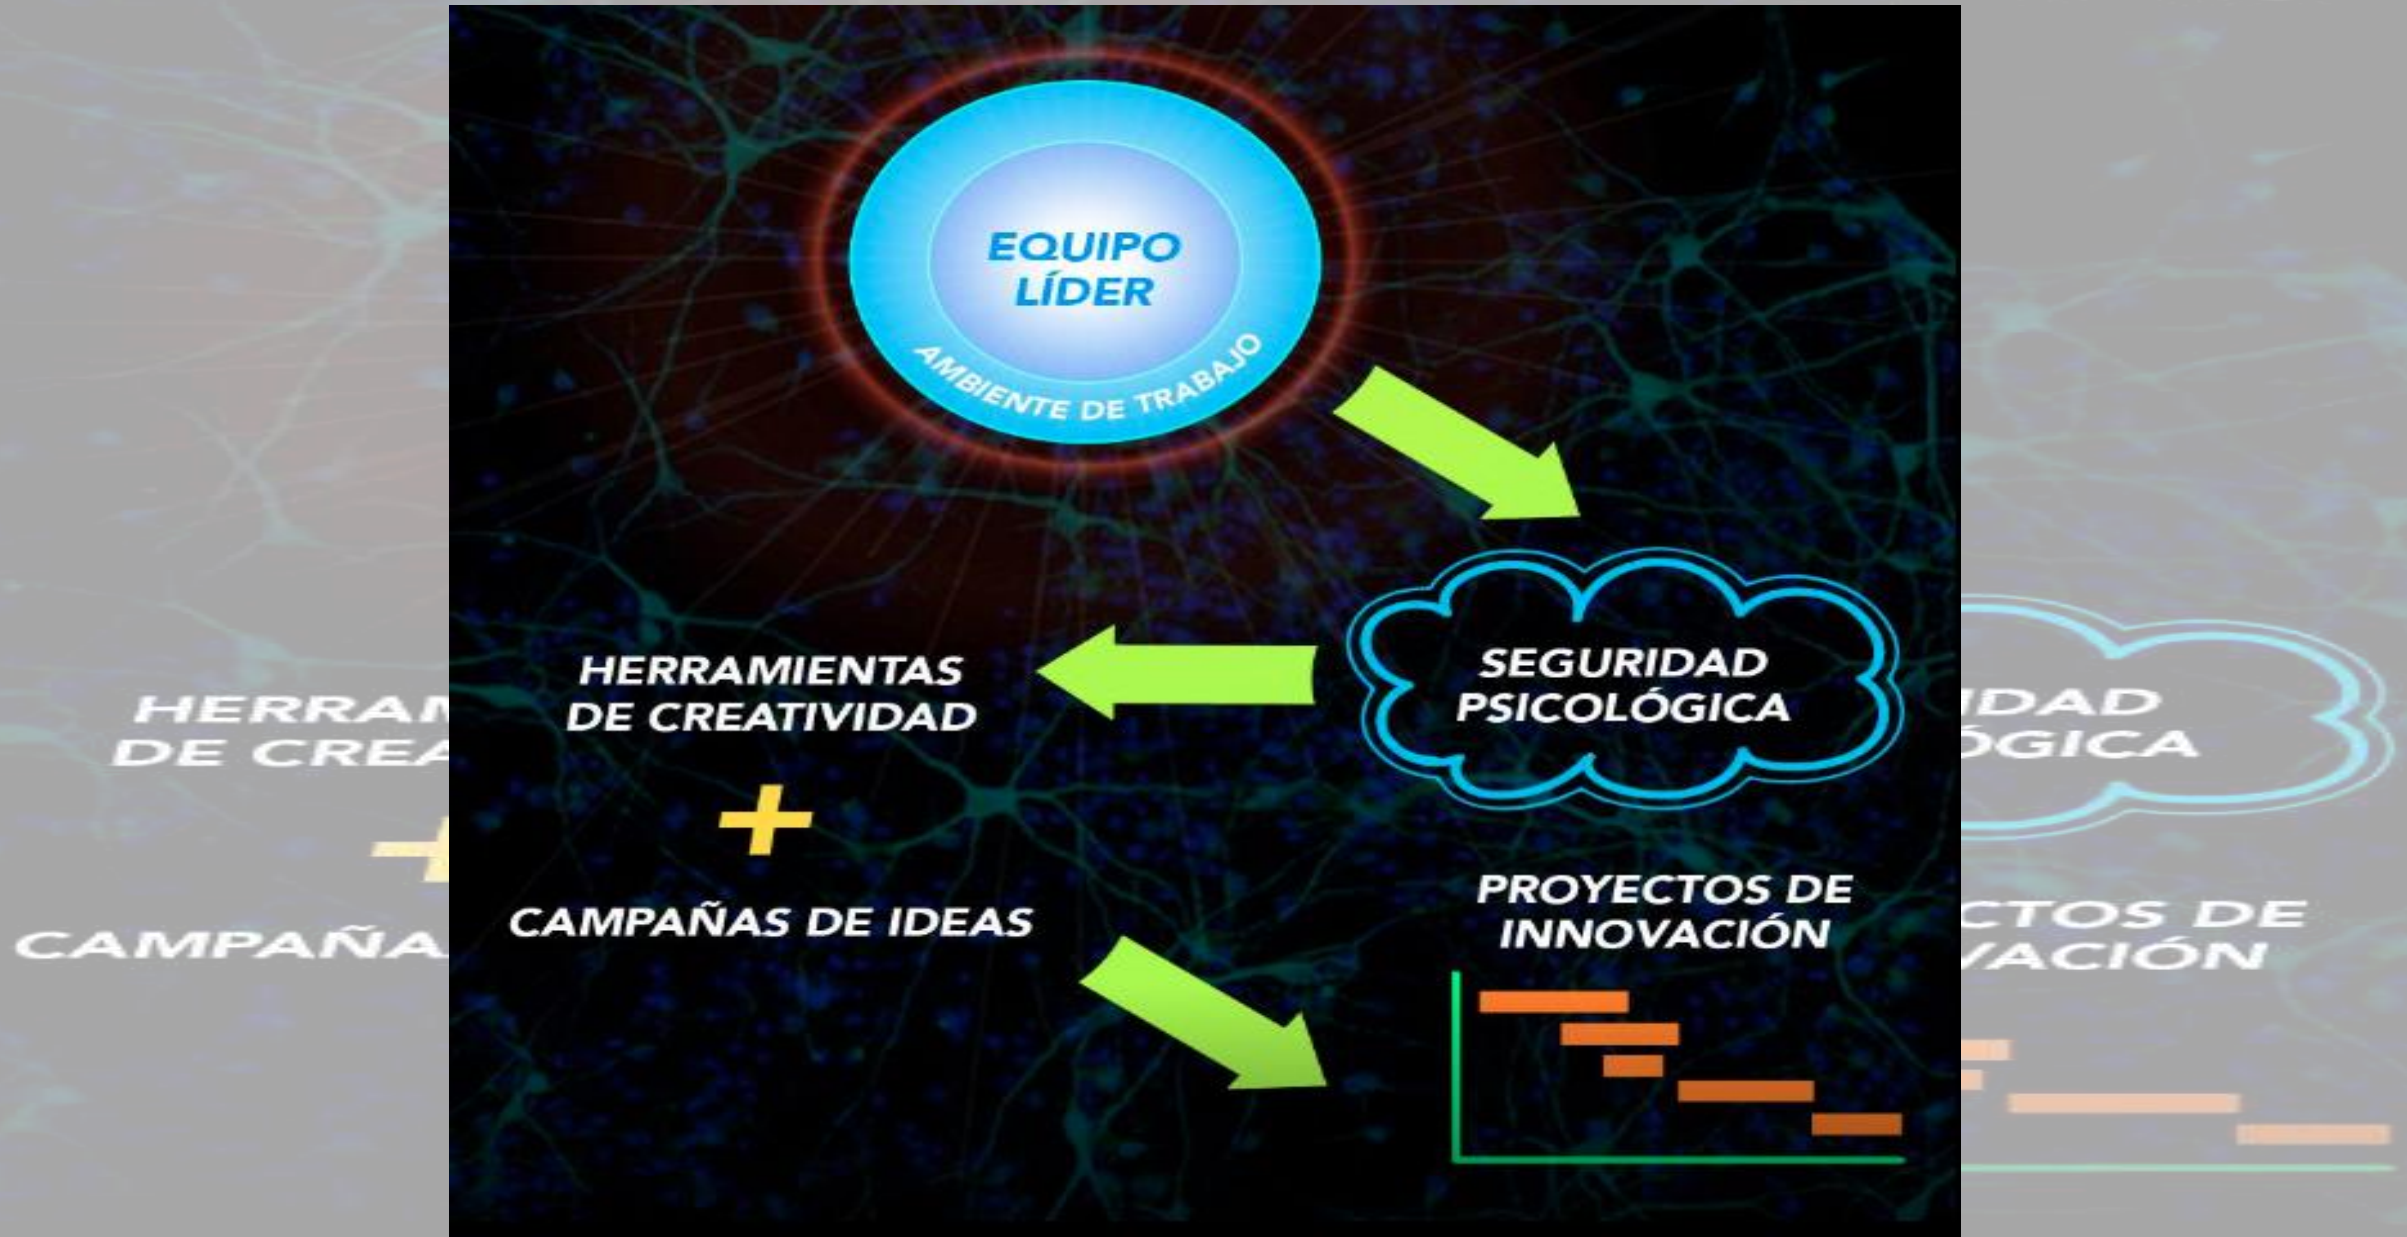 EQUIPO
LÍDER
AMBIENTE DE TRABAJO
HERRAMIENTAS
DE CREATIVIDAD
+
CAMPAÑAS DE IDEAS
SEGURIDAD
PSICOLÓGICA
PROYECTOS DE
INNOVACIÓN